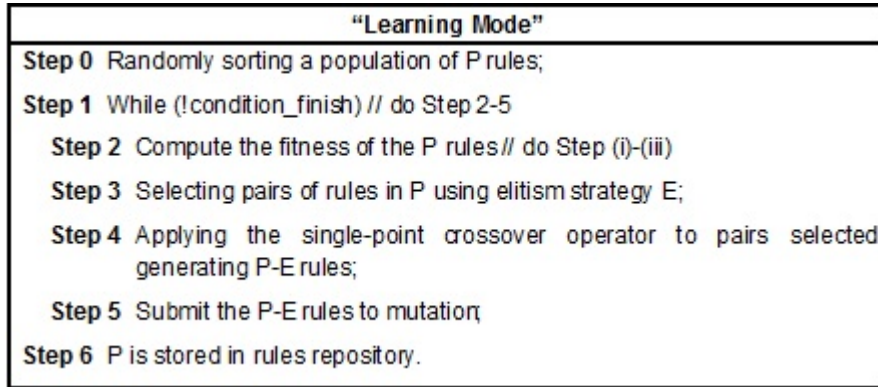 “Learning Mode”
Step 0 Randomly sorting a population of P rules;
Step 1 While (!condition_finish) // do Step 2-5
Step 2 Compute the fitness of the P rules // do Step (i)-(iii)
Step 3 Selecting pairs of rules in P using elitism strategy E;
Step 4 Applying the single-point crossover operator to pairs selected
generating P-E rules;
Step 5 Submit the P-E rules to mutation;
Step 6 P is stored in rules repository.